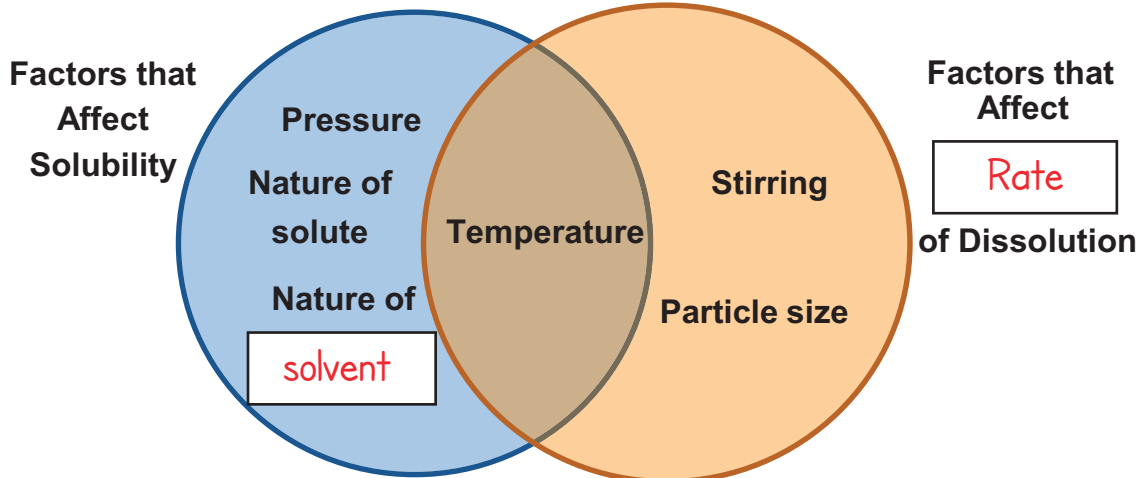 Factors that
Affect
Solubility
Pressure
Nature of
solute
Nature of
solvent
Temperature
Stirring
Particle size
Factors that
Affect
Rate
of Dissolution